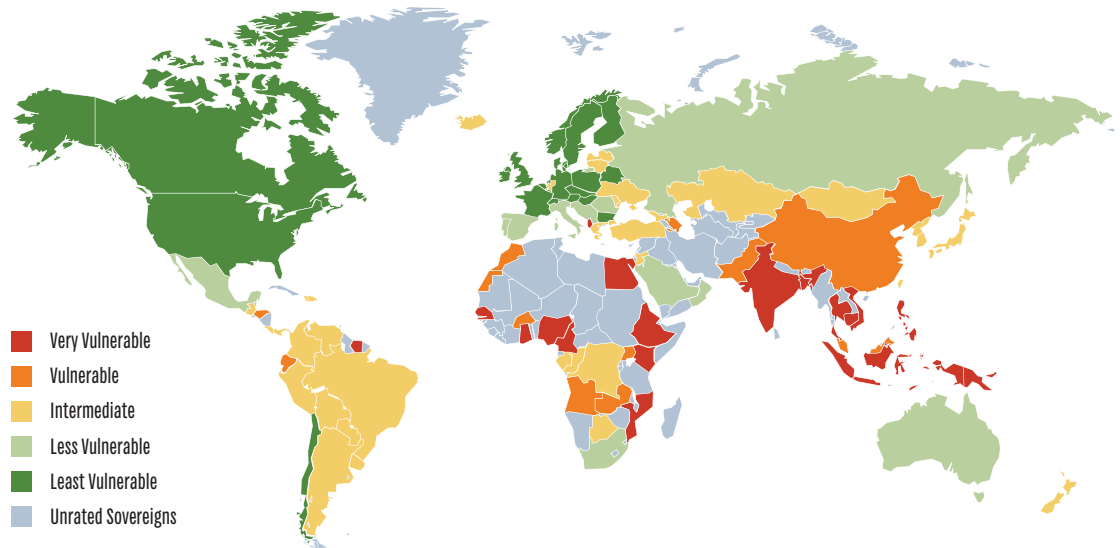 Very Vulnerable
Vulnerable
Intermediate
Less Vulnerable
Least Vulnerable
Unrated Sovereigns